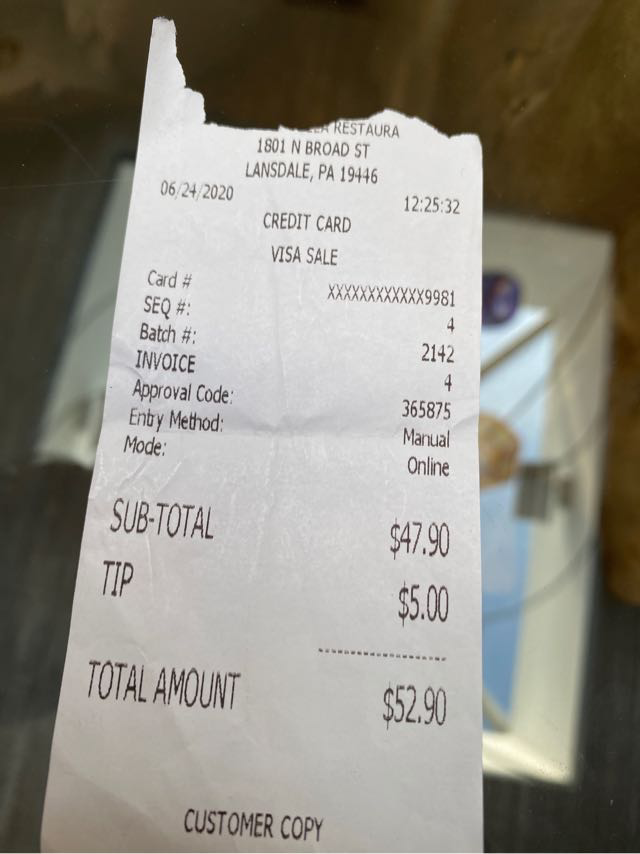 RESTAURA
1801 N BROAD ST
LANSDALE, PA 19446
06/24/2020 12:25:32
CREDIT CARD
VISA SALE
Card # XXXXXXXXXXXX9981
SEQ #: 4
Batch #: 2142
INVOICE 4
Approval Code: 365875
Entry Method: Manual
Mode: Online
SUB-TOTAL $47.90
TIP $5.00
--------------------
TOTAL AMOUNT $52.90
CUSTOMER COPY